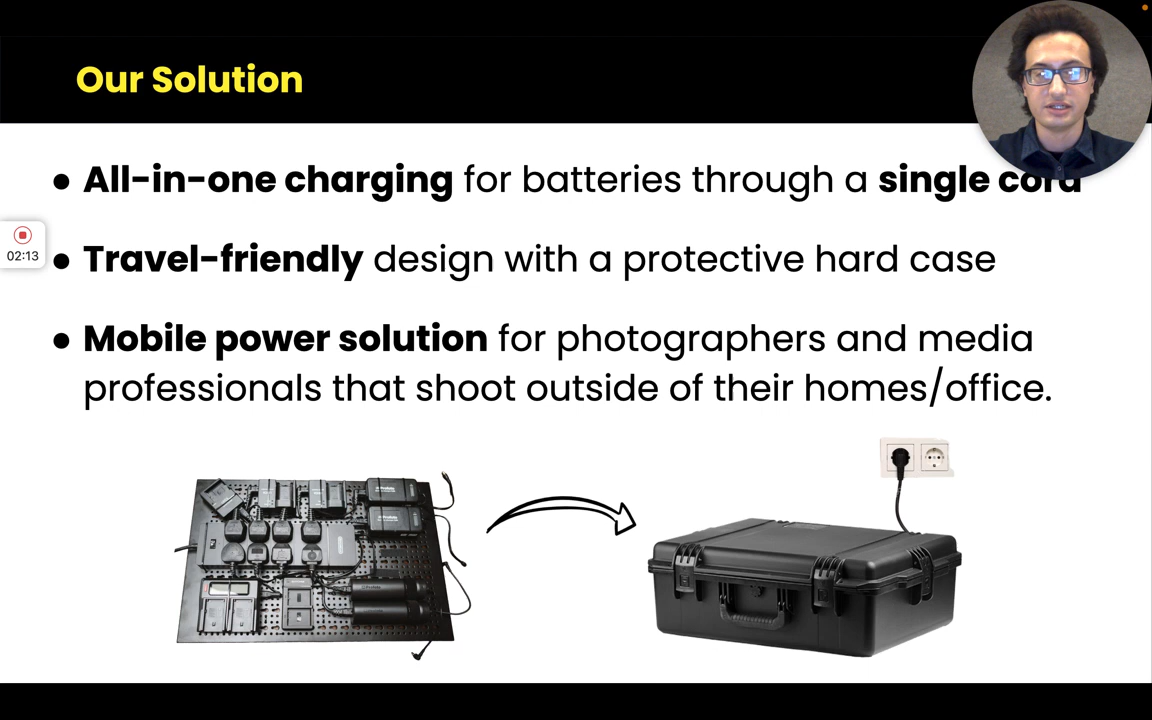 Our Solution
● All-in-one charging for batteries through a single cord
02:13
● Travel-friendly design with a protective hard case
● Mobile power solution for photographers and media
professionals that shoot outside of their homes/office.